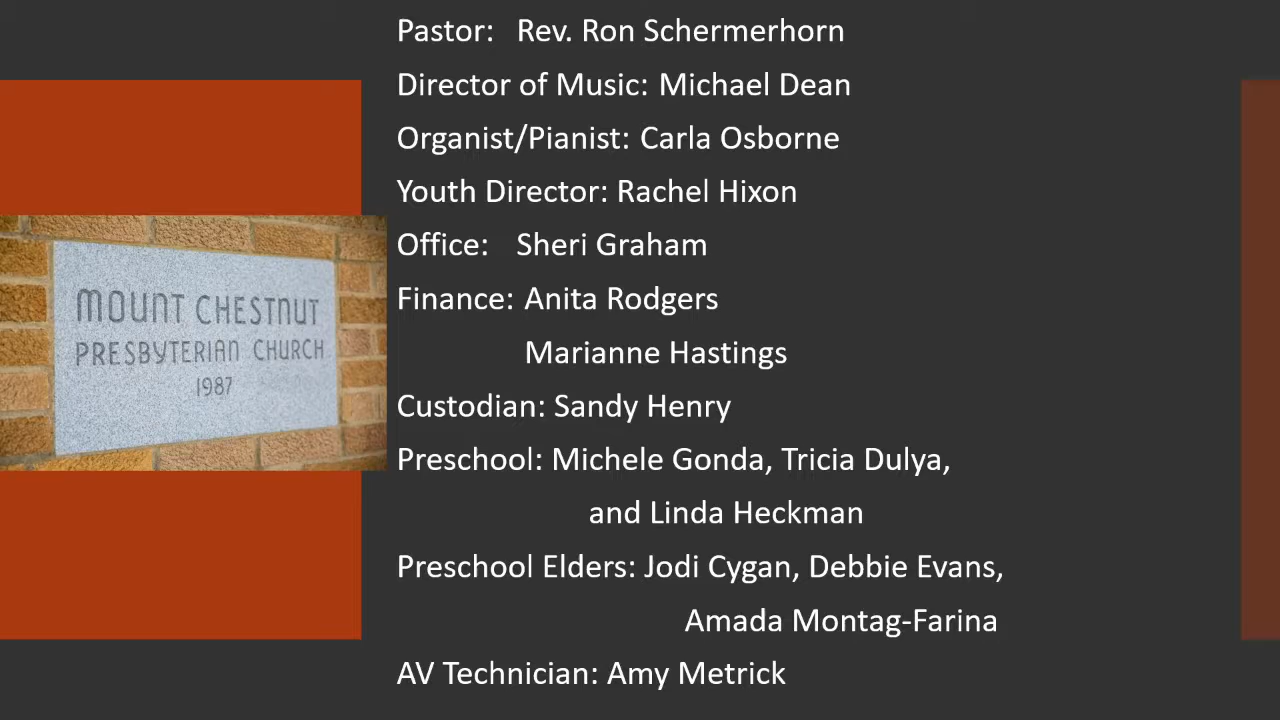 Pastor: Rev. Ron Schermerhorn
Director of Music: Michael Dean
Organist/Pianist: Carla Osborne
Youth Director: Rachel Hixon
Office: Sheri Graham
Finance: Anita Rodgers
Marianne Hastings
Custodian: Sandy Henry
Preschool: Michele Gonda, Tricia Dulya,
and Linda Heckman
Preschool Elders: Jodi Cygan, Debbie Evans,
Amada Montag-Farina
AV Technician: Amy Metrick
MOUNT CHESTNUT
PRESBYTERIAN CHURCH
1987